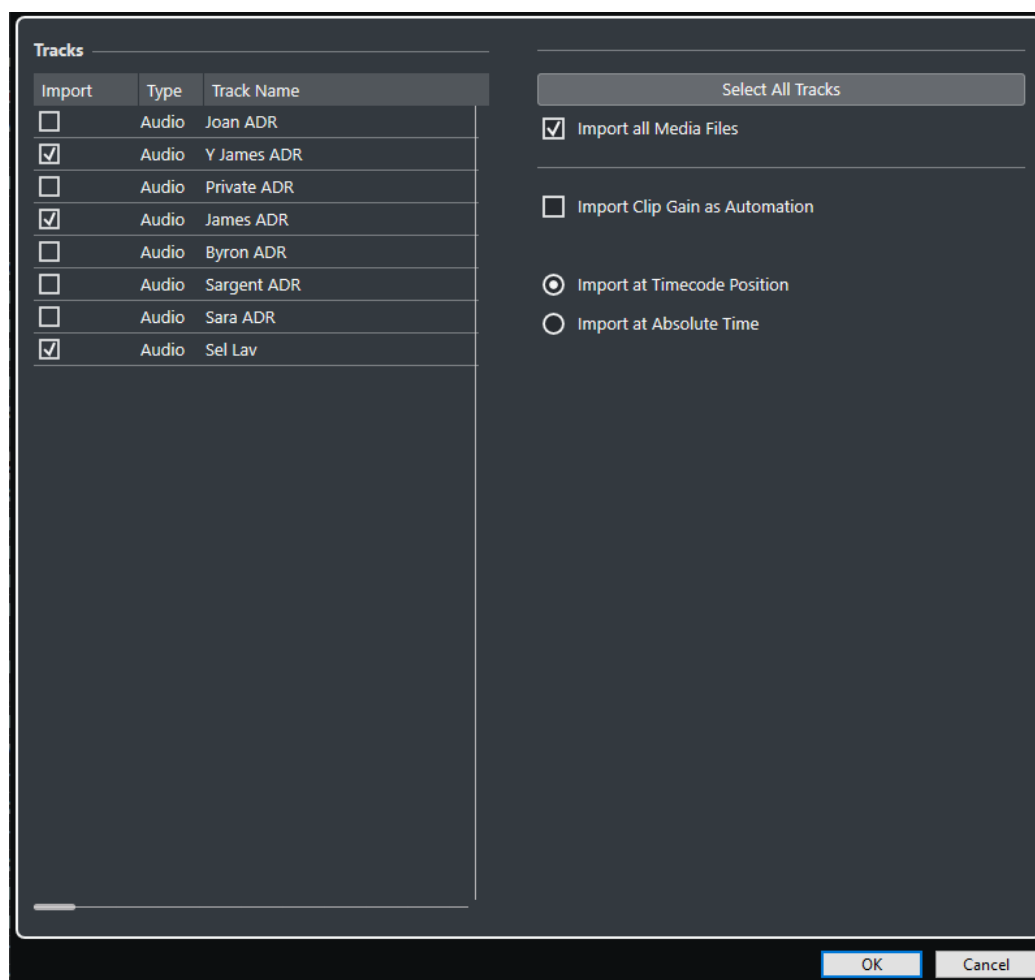 Tracks
Import Type Track Name
Audio Joan ADR
Audio Y James ADR
Audio Private ADR
Audio James ADR
Audio Byron ADR
Audio Sargent ADR
Audio Sara ADR
Audio Sel Lav
Select All Tracks
Import all Media Files
Import Clip Gain as Automation
Import at Timecode Position
Import at Absolute Time
OK Cancel